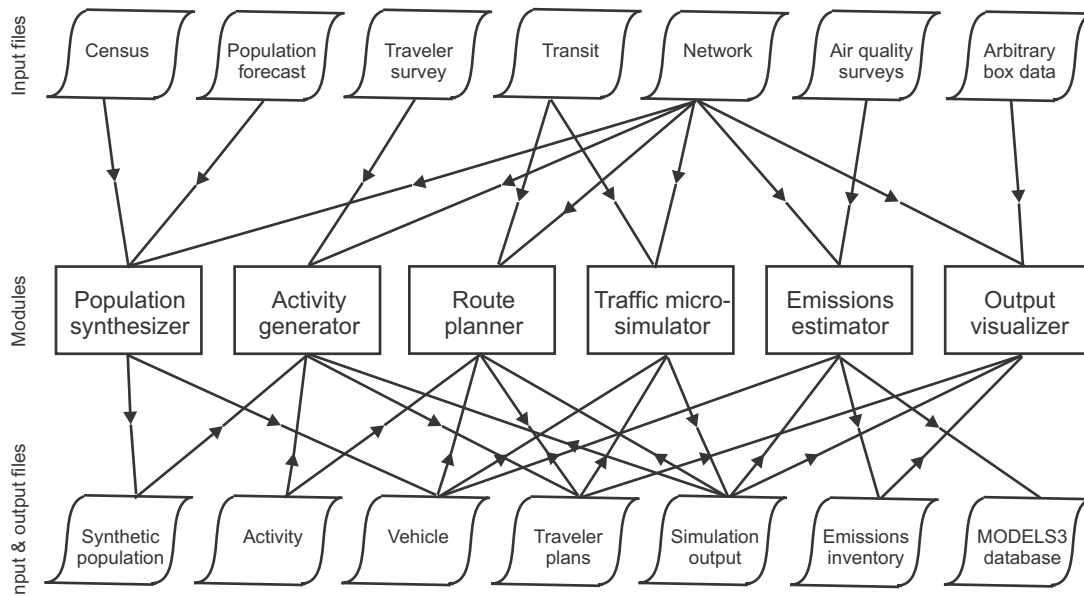 Input files
Census
Population
forecast
Traveler
survey
Transit
Network
Air quality
surveys
Arbitrary
box data
Modules
Population
synthesizer
Activity
generator
Route
planner
Traffic micro-
simulator
Emissions
estimator
Output
visualizer
nput & output files
Synthetic
population
Activity
Vehicle
Traveler
plans
Simulation
output
Emissions
inventory
MODELS3
database